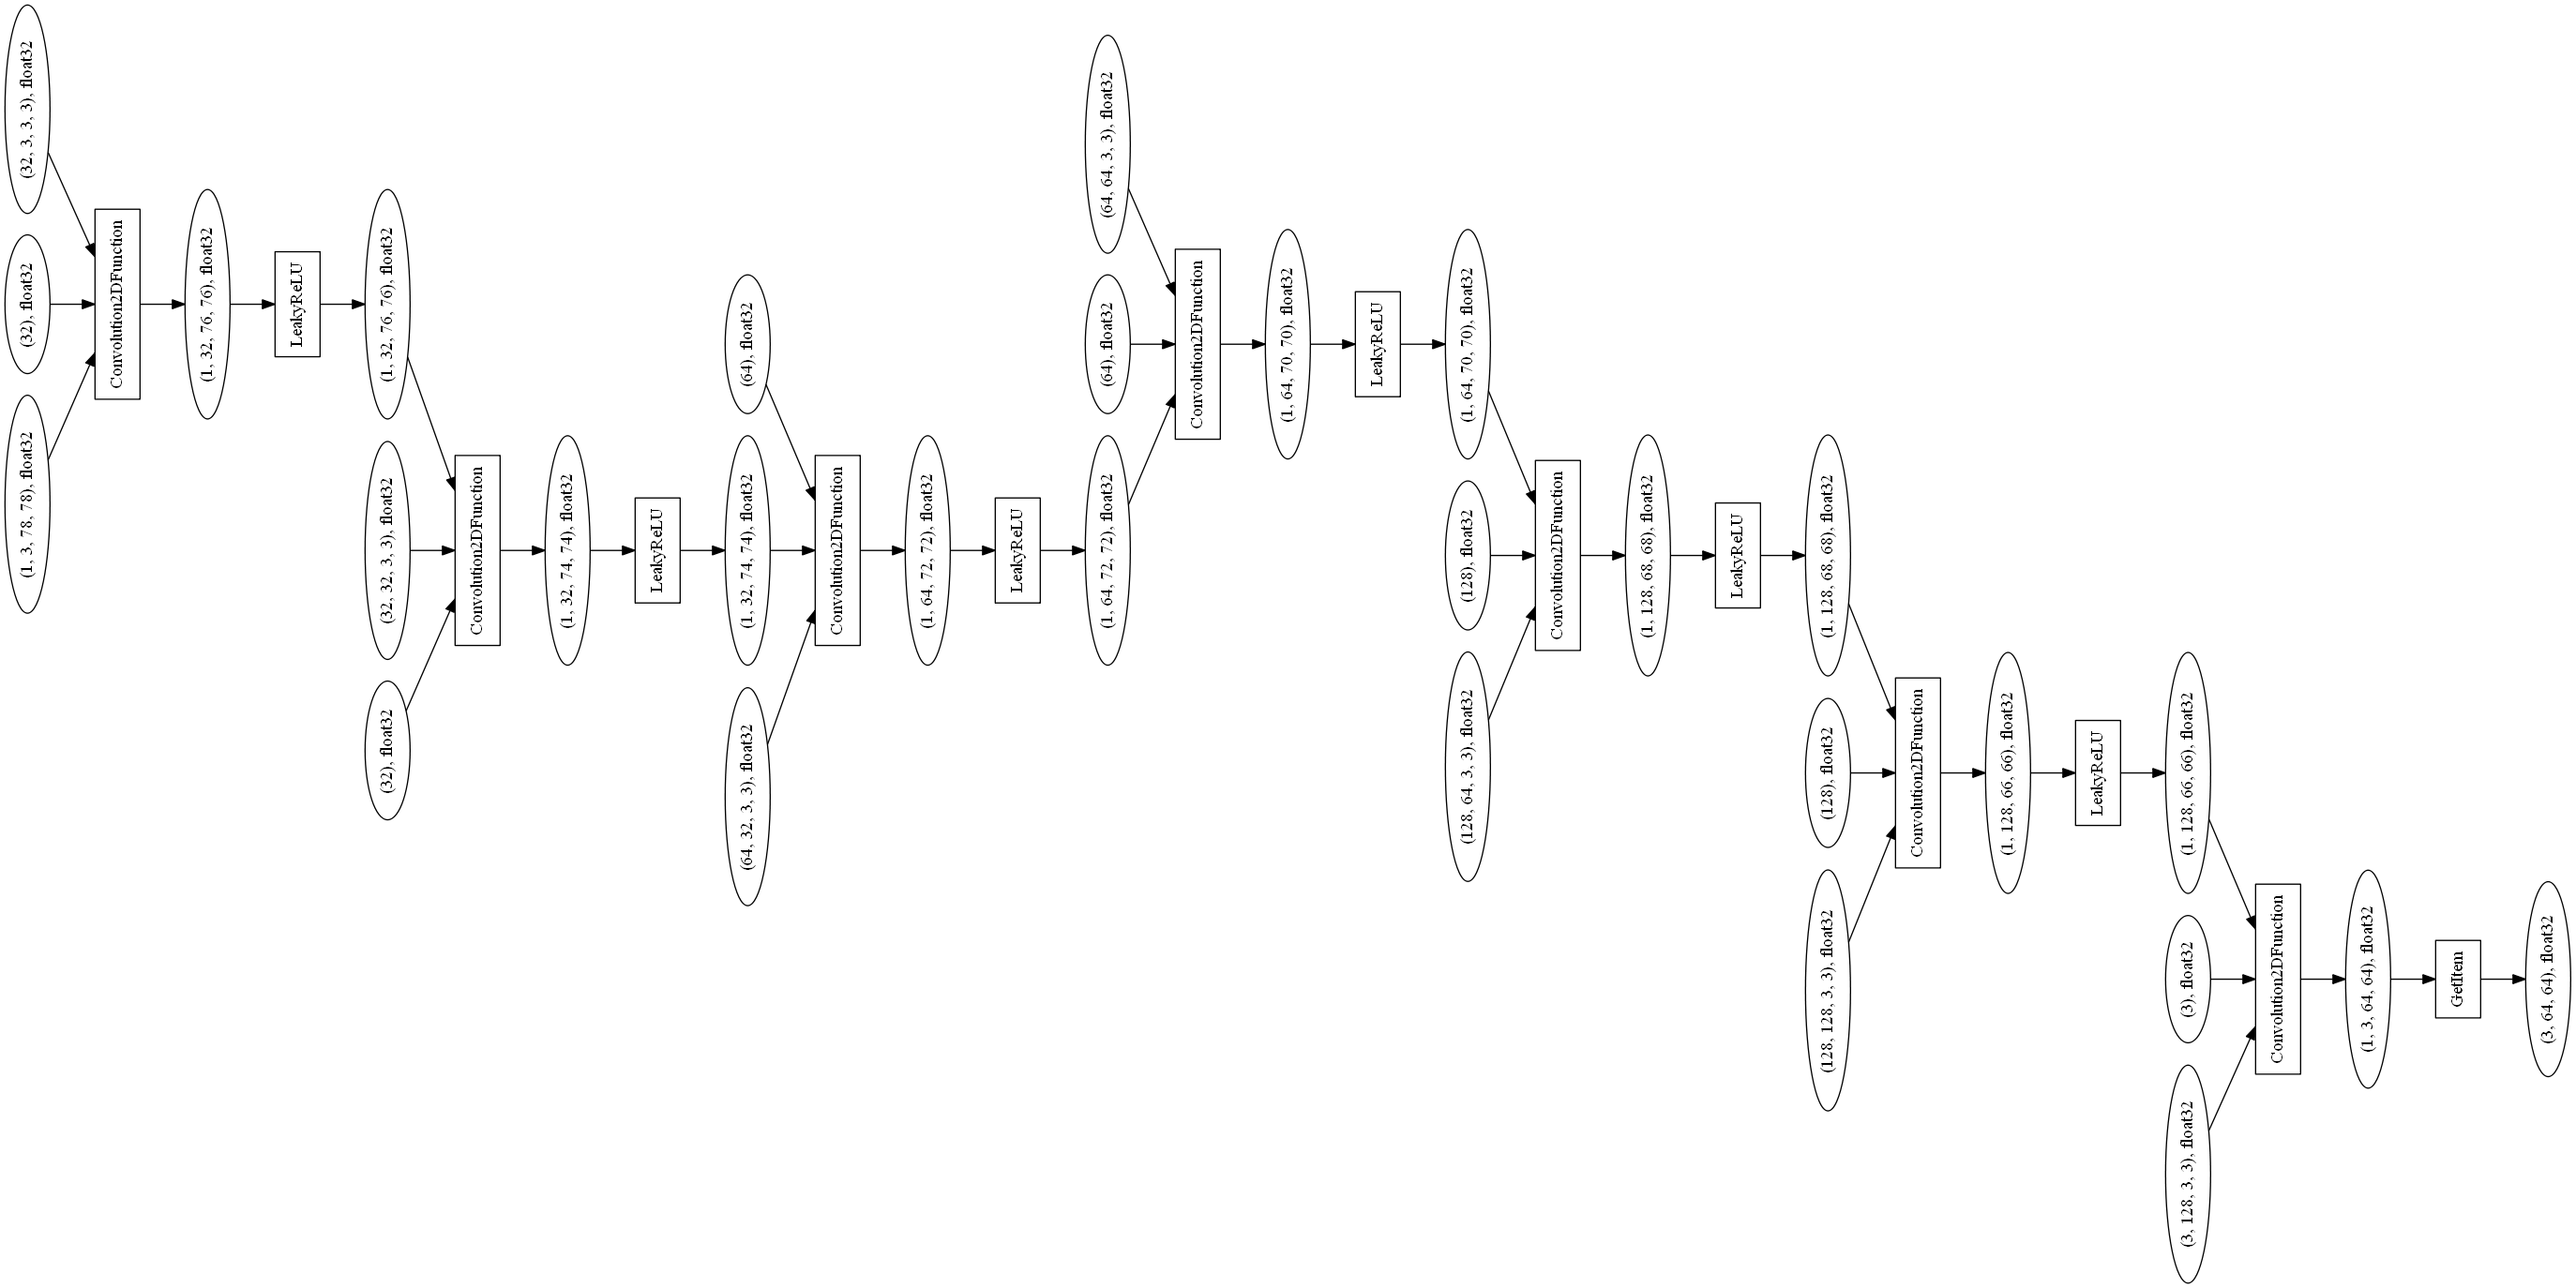 (32, 3, 3, 3), float32
(32), float32
(1, 3, 78, 78), float32
Convolution2DFunction
(1, 32, 76, 76), float32
LeakyReLU
(1, 32, 76, 76), float32
(32, 32, 3, 3), float32
(32), float32
Convolution2DFunction
(1, 32, 74, 74), float32
LeakyReLU
(64), float32
(1, 32, 74, 74), float32
(64, 32, 3, 3), float32
Convolution2DFunction
(1, 64, 72, 72), float32
LeakyReLU
(64, 64, 3, 3), float32
(64), float32
(1, 64, 72, 72), float32
Convolution2DFunction
(1, 64, 70, 70), float32
LeakyReLU
(1, 64, 70, 70), float32
(128), float32
(128, 64, 3, 3), float32
Convolution2DFunction
(1, 128, 68, 68), float32
LeakyReLU
(1, 128, 68, 68), float32
(128), float32
(128, 128, 3, 3), float32
Convolution2DFunction
(1, 128, 66, 66), float32
LeakyReLU
(1, 128, 66, 66), float32
(3), float32
(3, 128, 3, 3), float32
Convolution2DFunction
(1, 3, 64, 64), float32
GetItem
(3, 64, 64), float32